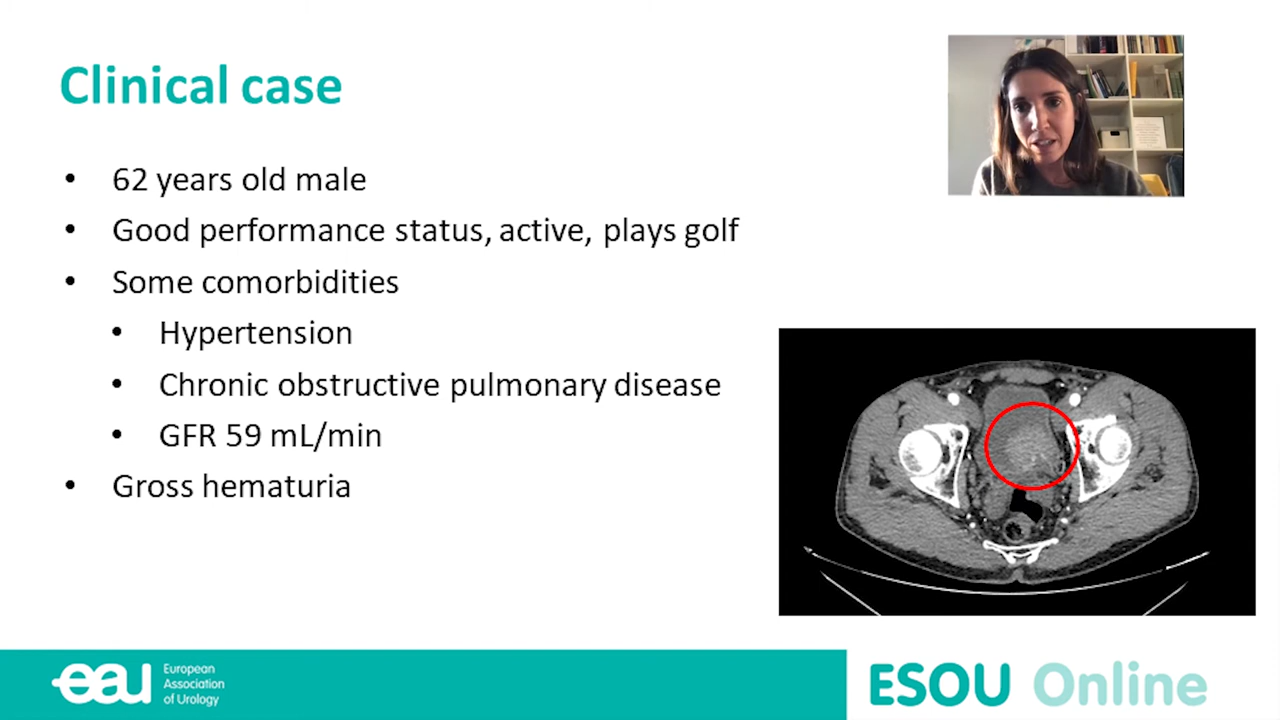 Clinical case
• 62 years old male
• Good performance status, active, plays golf
• Some comorbidities
• Hypertension
• Chronic obstructive pulmonary disease
• GFR 59 mL/min
• Gross hematuria
eau
European
Association
of Urology
ESOU Online